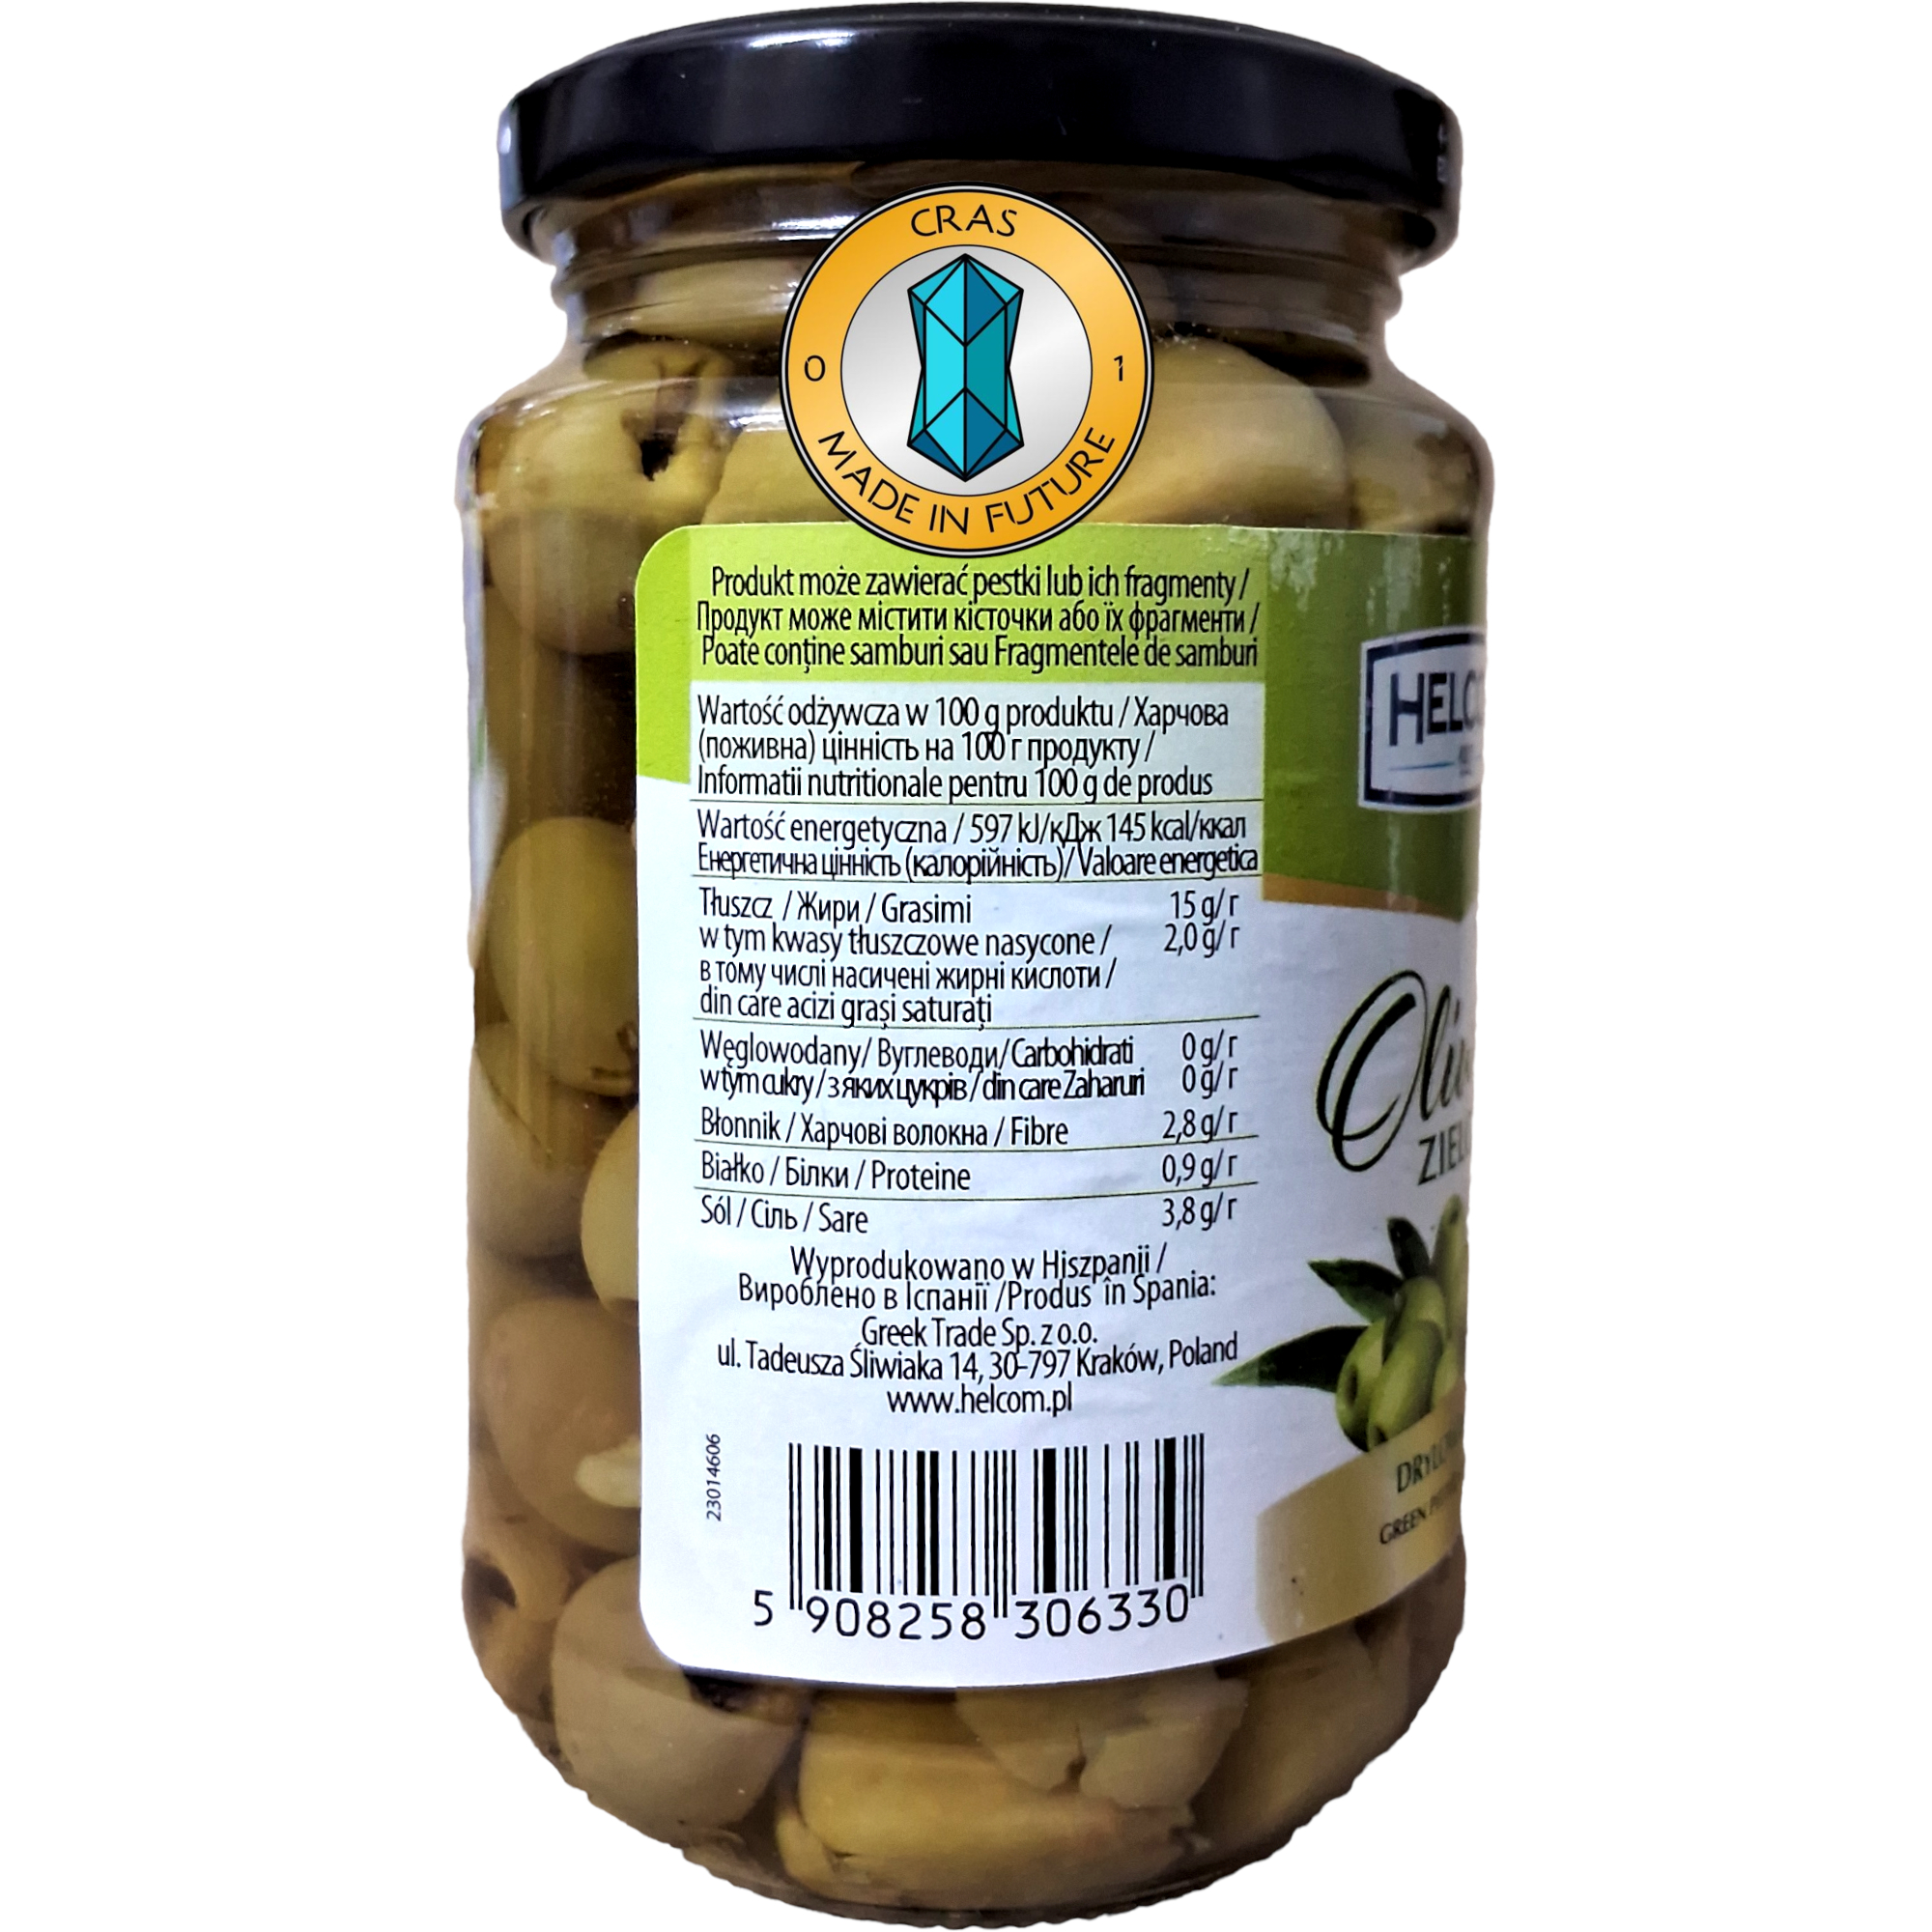 CRAS
0 1
MADE IN FUTURE
Produkt może zawierać pestki lub ich fragmenty /
Продукт може містити кісточки або їх фрагменти /
Poate conține samburi sau Fragmentele de samburi
Wartość odżywcza w 100 g produktu / Харчова
(поживна) цінність на 100 г продукту /
Informatii nutritionale pentru 100 g de produs
Wartość energetyczna / 597 kJ/кДж 145 kcal/ккал
Енергетична цінність (калорійність)/ Valoare energetica
Tłuszcz / Жири / Grasimi 15 g/г
w tym kwasy tłuszczowe nasycone / 2,0 g/г
в тому числі насичені жирні кислоти /
din care acizi grași saturați
Węglowodany/ Вуглеводи/ Carbohidrati 0 g/г
w tym cukry / з яких цукрів / din care Zaharuri 0 g/г
Błonnik / Харчові волокна / Fibre 2,8 g/г
Białko / Білки / Proteine 0,9 g/г
Sól / Сіль / Sare 3,8 g/г
Wyprodukowano w Hiszpanii /
Вироблено в Іспанії /Produs în Spania:
Greek Trade Sp. z o.o.
ul. Tadeusza Śliwiaka 14, 30-797 Kraków, Poland
www.helcom.pl
23014606
5 908258 306330
HELC
Oliw
ZIEL
DRYLO
GREEN